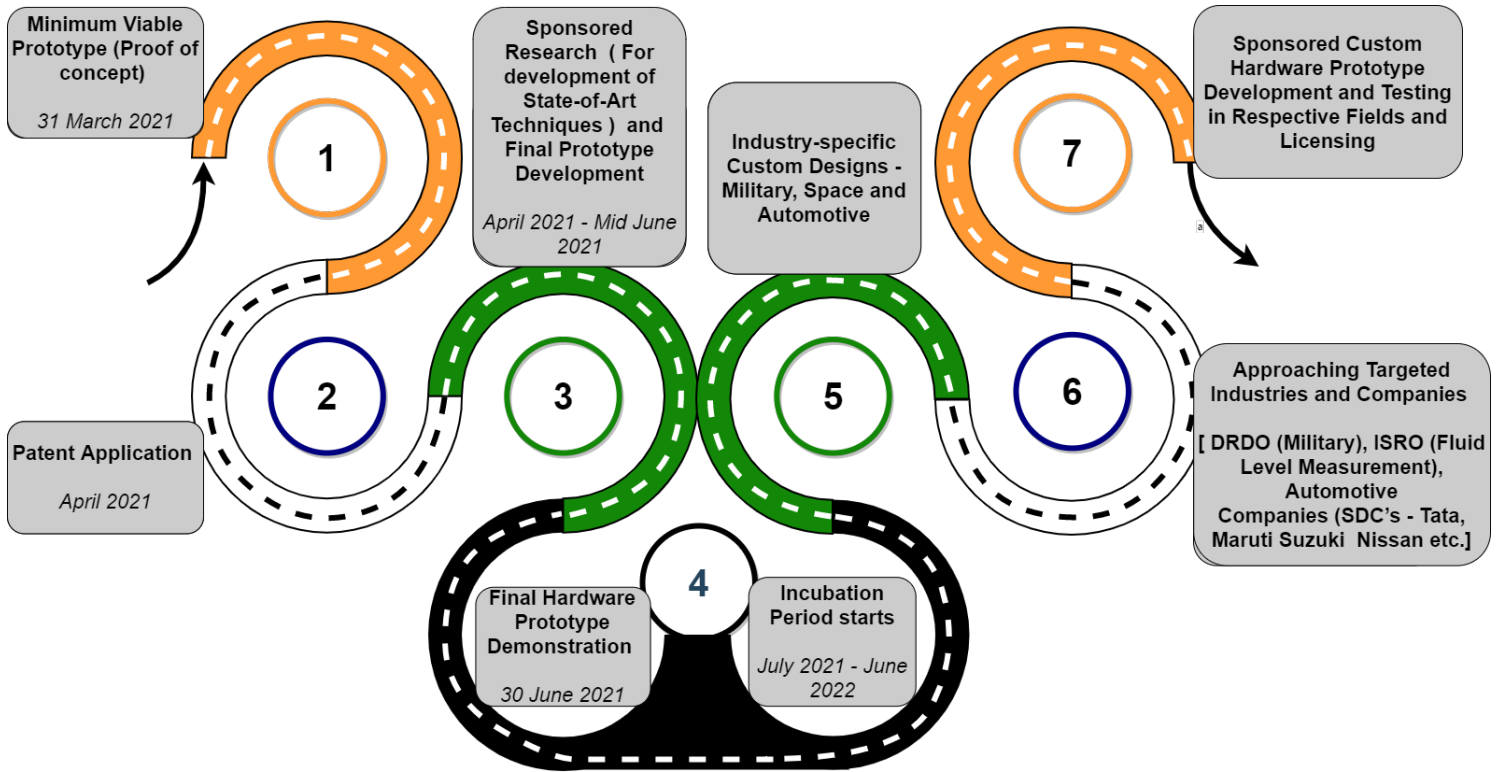 Minimum Viable
Prototype (Proof of
concept)
31 March 2021
1
Patent Application
April 2021
2
Sponsored
Research ( For
development of
State-of-Art
Techniques ) and
Final Prototype
Development
April 2021 - Mid June
2021
3
Final Hardware
Prototype
Demonstration
30 June 2021
4
Incubation
Period starts
July 2021 - June
2022
Industry-specific
Custom Designs -
Military, Space and
Automotive
5
Approaching Targeted
Industries and Companies
[ DRDO (Military), ISRO (Fluid
Level Measurement),
Automotive
Companies (SDC's - Tata,
Maruti Suzuki Nissan etc.]
6
Sponsored Custom
Hardware Prototype
Development and Testing
in Respective Fields and
Licensing
7
a